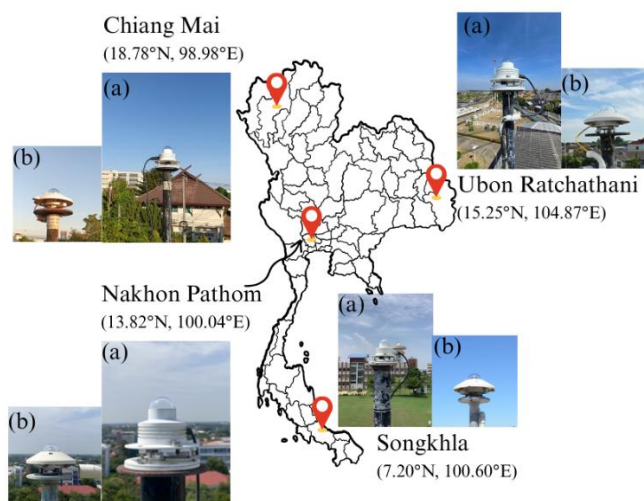 Chiang Mai
(18.78°N, 98.98°E)
(a)
(b)
(a)
(b)
Ubon Ratchathani
(15.25°N, 104.87°E)
Nakhon Pathom
(13.82°N, 100.04°E)
(a)
(b)
(a)
(b)
Songkhla
(7.20°N, 100.60°E)